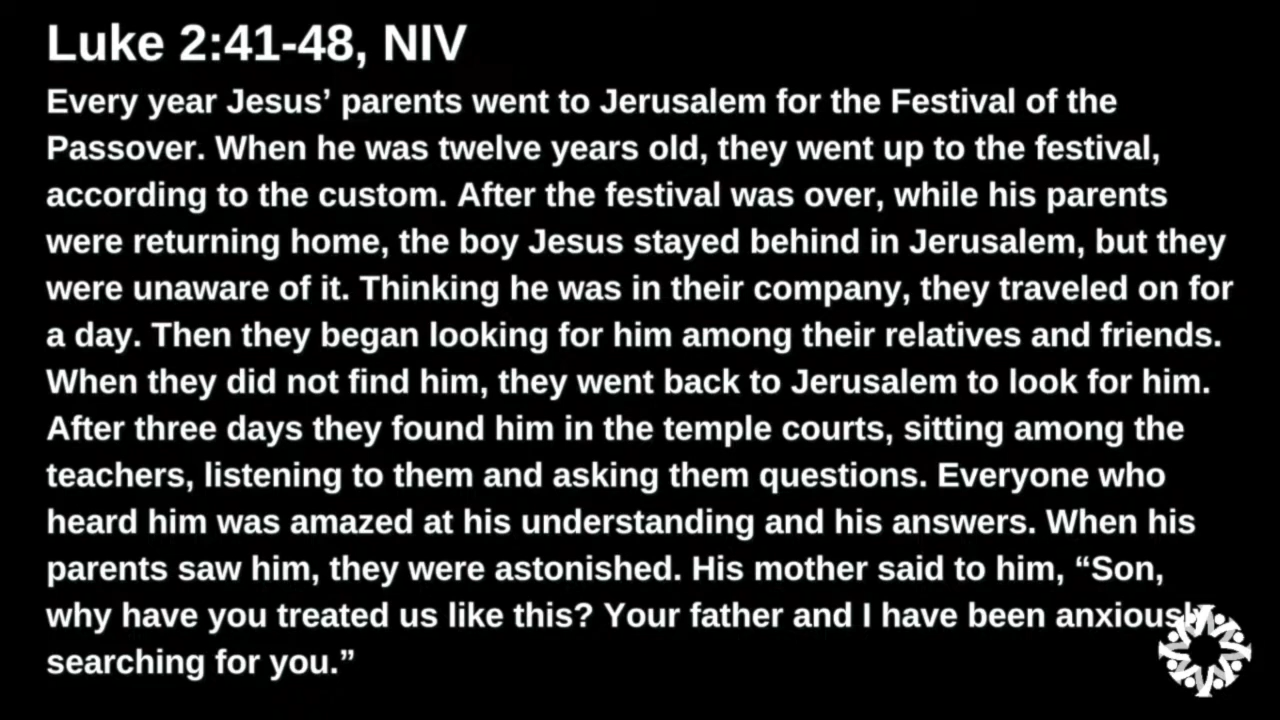 Luke 2:41-48, NIV
Every year Jesus’ parents went to Jerusalem for the Festival of the
Passover. When he was twelve years old, they went up to the festival,
according to the custom. After the festival was over, while his parents
were returning home, the boy Jesus stayed behind in Jerusalem, but they
were unaware of it. Thinking he was in their company, they traveled on for
a day. Then they began looking for him among their relatives and friends.
When they did not find him, they went back to Jerusalem to look for him.
After three days they found him in the temple courts, sitting among the
teachers, listening to them and asking them questions. Everyone who
heard him was amazed at his understanding and his answers. When his
parents saw him, they were astonished. His mother said to him, “Son,
why have you treated us like this? Your father and I have been anxiously
searching for you.”